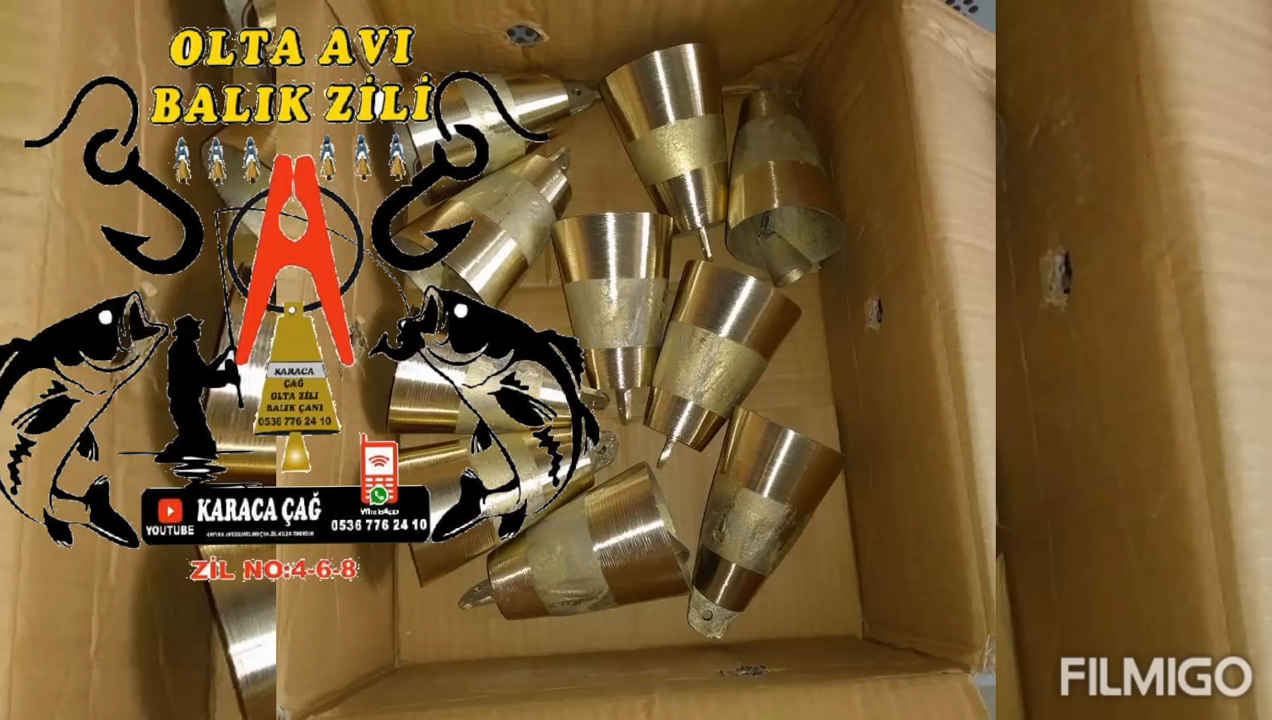 OLTA AVI
BALIK ZİLİ
KARACA
ÇAĞ
OLTA ZİLİ
BALIK ÇANI
0536 776 24 10
YOUTUBE
KARACA ÇAĞ
WhatsApp
0536 776 24 10
ZİL NO:4-6-8
FILMIGO